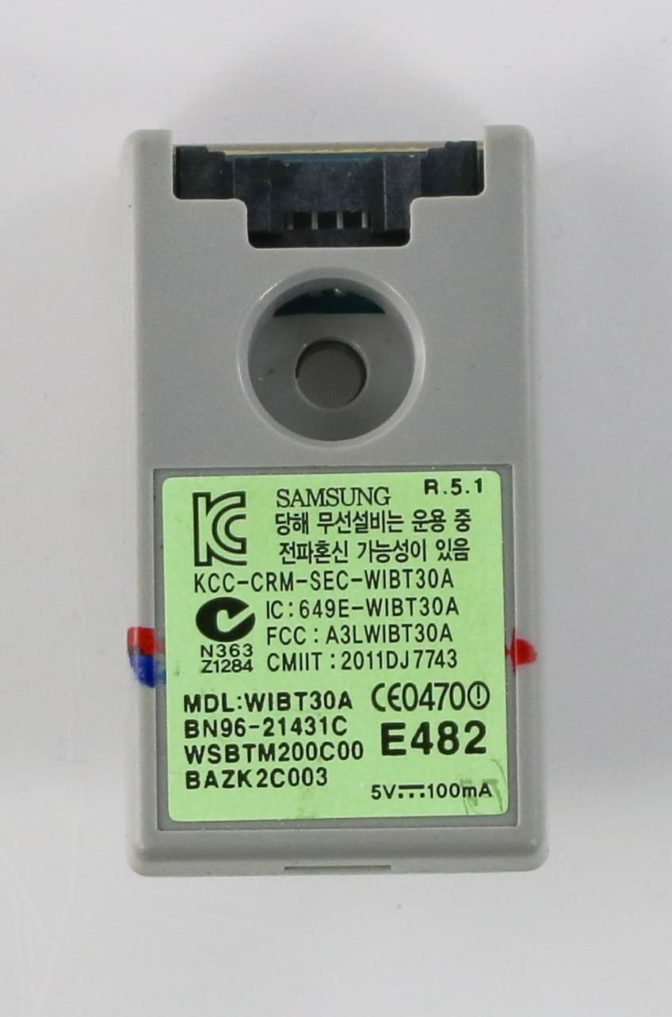 SAMSUNG R.5.1
당해 무선설비는 운용 중
전파혼신 가능성이 있음
KCC-CRM-SEC-WIBT30A
IC:649E-WIBT30A
FCC: A3LWIBT30A
N363
Z1284
CMIIT:2011DJ7743
MDL:WIBT30A CE0470
BN96-21431C
WSBTM200C00 E482
BAZK2C003
5V 100mA